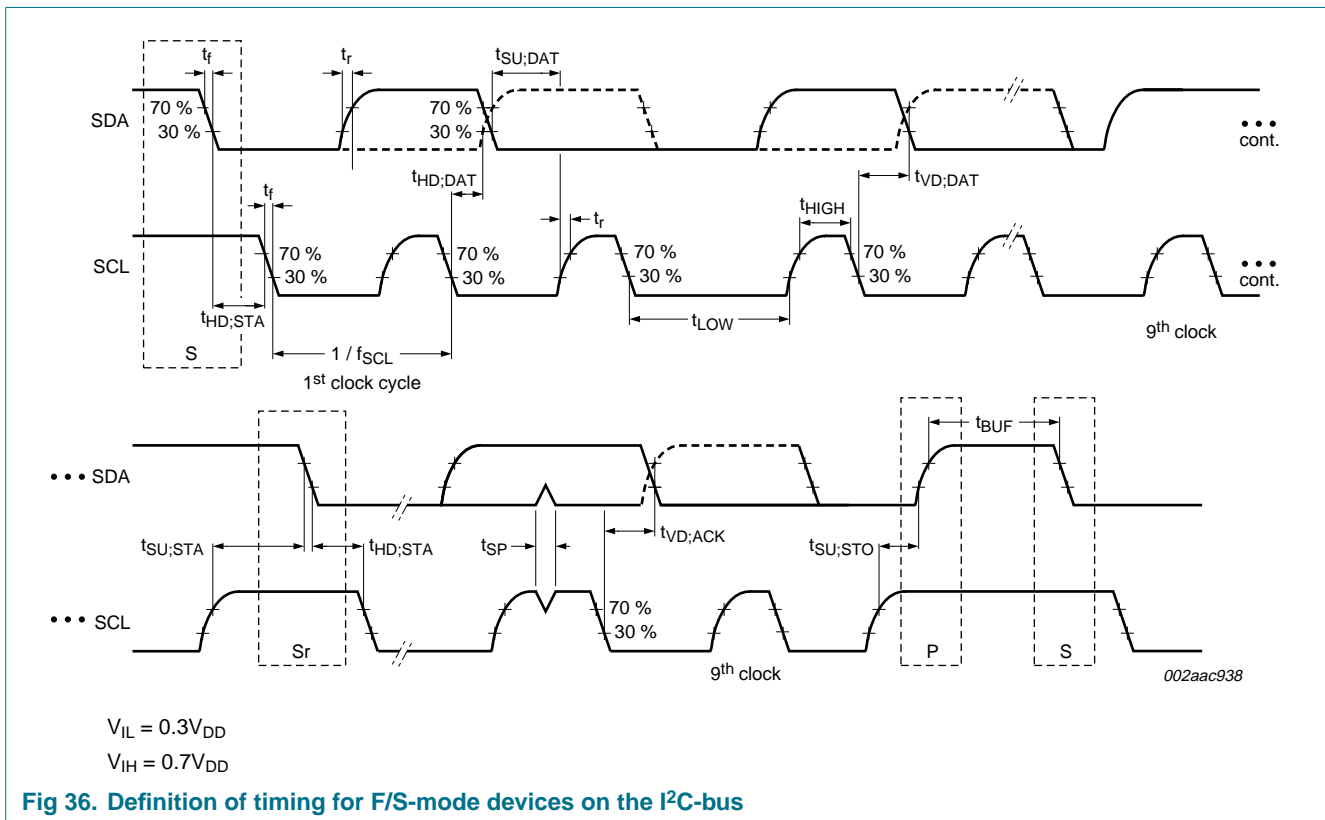 tf tr tSU;DAT
70 % 70 %
SDA 30 % 30 % cont.
tHD;DAT tVD;DAT
tf tr tHIGH
70 % 70 % 70 % 70 %
SCL 30 % 30 % 30 % 30 % cont.
tHD;STA tLOW
S 1 / fSCL 9th clock
1st clock cycle
tBUF
••• SDA
tSU;STA tHD;STA tSP tVD;ACK tSU;STO
70 %
••• SCL 30 %
Sr 9th clock P S
002aac938
VIL = 0.3VDD
VIH = 0.7VDD
Fig 36. Definition of timing for F/S-mode devices on the I2C-bus